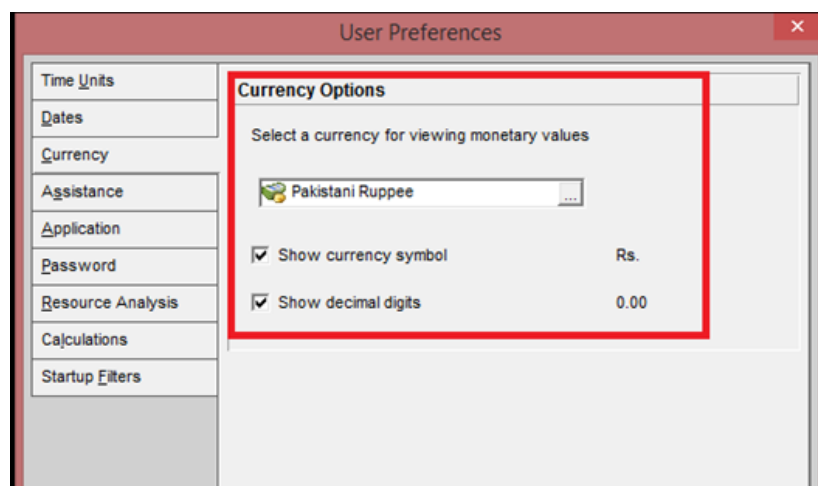 User Preferences
Time Units
Dates
Currency
Assistance
Application
Password
Resource Analysis
Calculations
Startup Filters
Currency Options
Select a currency for viewing monetary values
Pakistani Ruppee ...
Show currency symbol Rs.
Show decimal digits 0.00